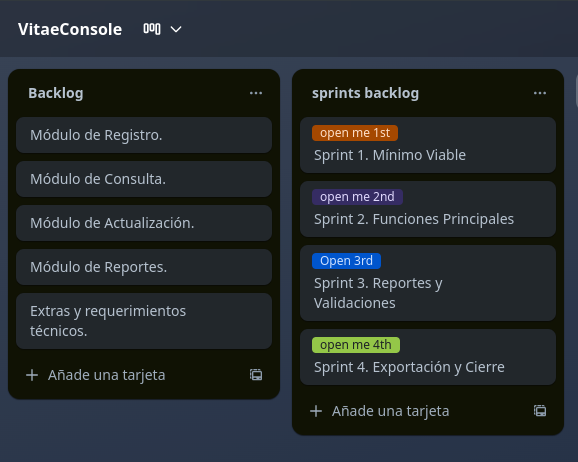 VitaeConsole
Backlog
Módulo de Registro.
Módulo de Consulta.
Módulo de Actualización.
Módulo de Reportes.
Extras y requerimientos
técnicos.
Añade una tarjeta
sprints backlog
open me 1st
Sprint 1. Mínimo Viable
open me 2nd
Sprint 2. Funciones Principales
Open 3rd
Sprint 3. Reportes y
Validaciones
open me 4th
Sprint 4. Exportación y Cierre
Añade una tarjeta